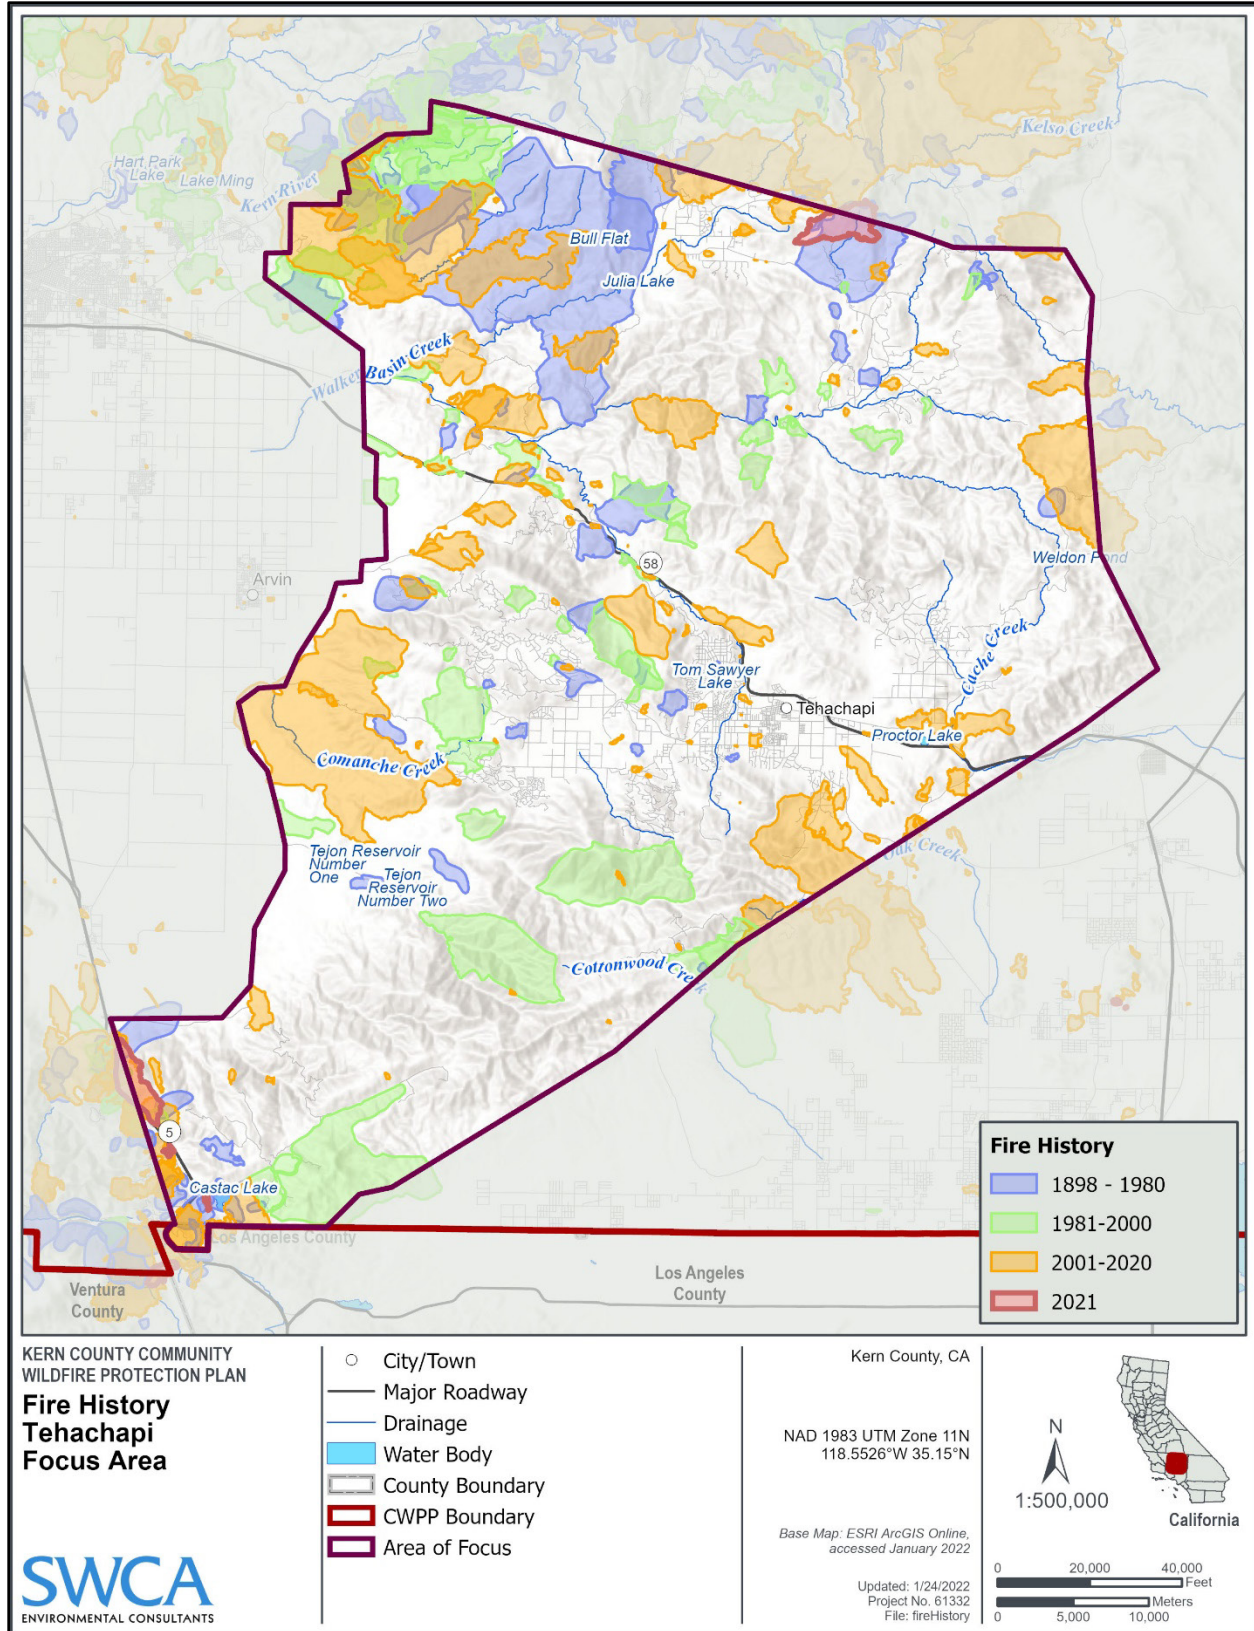 Kelso Creek
Hart Park
Lake
Lake Ming
Kern River
Bull Flat
Julia Lake
Walker Basin Creek
58
Arvin
Weldon Pond
Cache Creek
Tom Sawyer
Lake
Tehachapi
Proctor Lake
Comanche Creek
Oak Creek
Tejon Reservoir
Number
One
Tejon
Reservoir
Number Two
Cottonwood Creek
5
Castac Lake
Los Angeles County
Ventura
County
Los Angeles
County
Fire History
1898 - 1980
1981-2000
2001-2020
2021
KERN COUNTY COMMUNITY
WILDFIRE PROTECTION PLAN
Fire History
Tehachapi
Focus Area
SWCA
ENVIRONMENTAL CONSULTANTS
City/Town
Major Roadway
Drainage
Water Body
County Boundary
CWPP Boundary
Area of Focus
Kern County, CA
NAD 1983 UTM Zone 11N
118.5526°W 35.15°N
Base Map: ESRI ArcGIS Online,
accessed January 2022
Updated: 1/24/2022
Project No. 61332
File: fireHistory
N
1:500,000
California
0 20,000 40,000
Feet
Meters
0 5,000 10,000